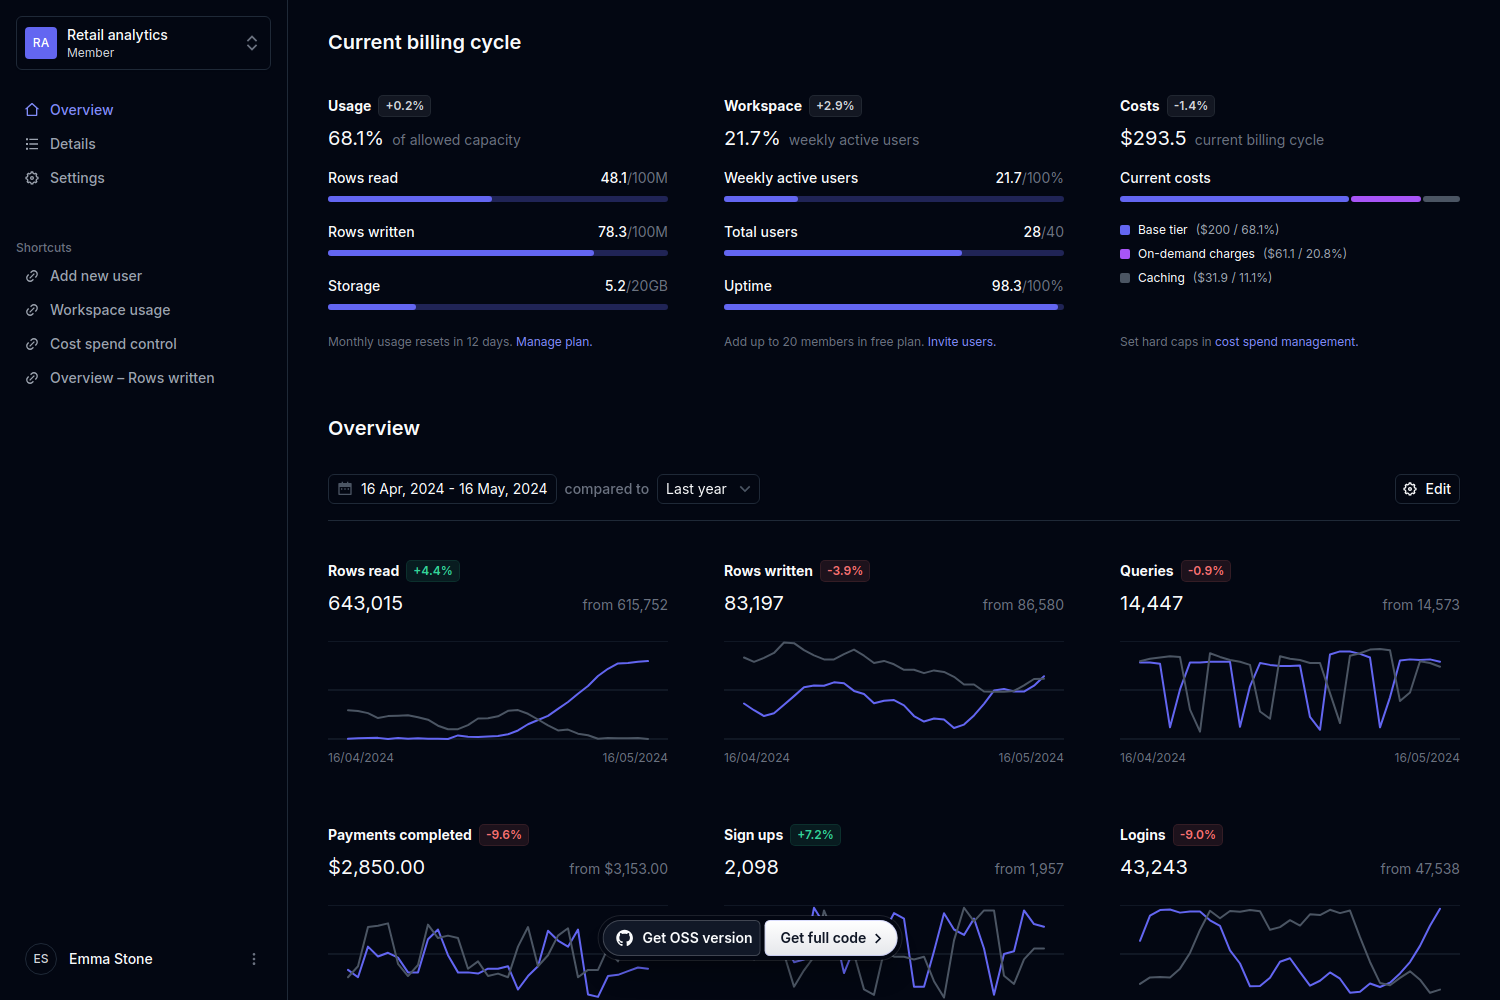 RA
Retail analytics
Member
Overview
Details
Settings
Shortcuts
Add new user
Workspace usage
Cost spend control
Overview – Rows written
ES
Emma Stone
Current billing cycle
Usage +0.2%
68.1% of allowed capacity
Rows read 48.1/100M
Rows written 78.3/100M
Storage 5.2/20GB
Monthly usage resets in 12 days. Manage plan.
Workspace +2.9%
21.7% weekly active users
Weekly active users 21.7/100%
Total users 28/40
Uptime 98.3/100%
Add up to 20 members in free plan. Invite users.
Costs -1.4%
$293.5 current billing cycle
Current costs
Base tier ($200 / 68.1%)
On-demand charges ($61.1 / 20.8%)
Caching ($31.9 / 11.1%)
Set hard caps in cost spend management.
Overview
16 Apr, 2024 - 16 May, 2024 compared to Last year
Edit
Rows read +4.4%
643,015 from 615,752
16/04/2024 16/05/2024
Rows written -3.9%
83,197 from 86,580
16/04/2024 16/05/2024
Queries -0.9%
14,447 from 14,573
16/04/2024 16/05/2024
Payments completed -9.6%
$2,850.00 from $3,153.00
Sign ups +7.2%
2,098 from 1,957
Logins -9.0%
43,243 from 47,538
Get OSS version
Get full code